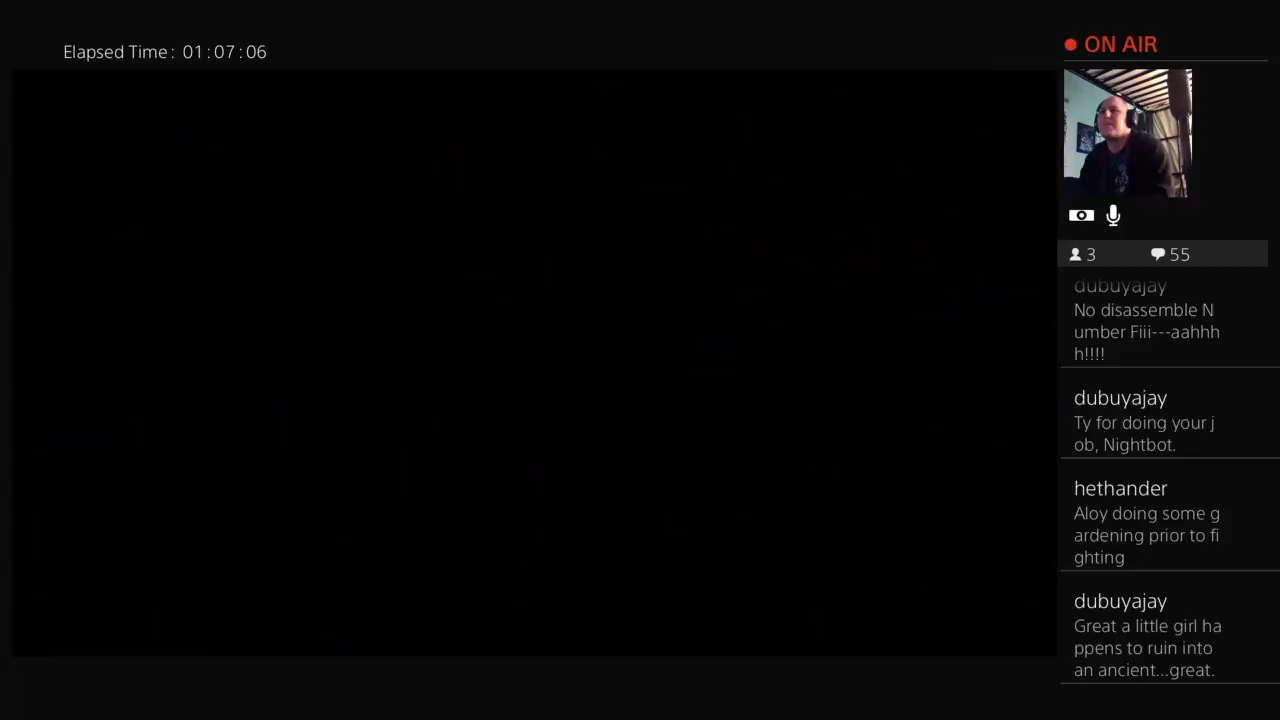 Elapsed Time: 01:07:06
ON AIR
3 55
dubuyajay
No disassemble N
umber Fiii---aahhh
h!!!!
dubuyajay
Ty for doing your j
ob, Nightbot.
hethander
Aloy doing some g
ardening prior to fi
ghting
dubuyajay
Great a little girl ha
ppens to ruin into
an ancient...great.